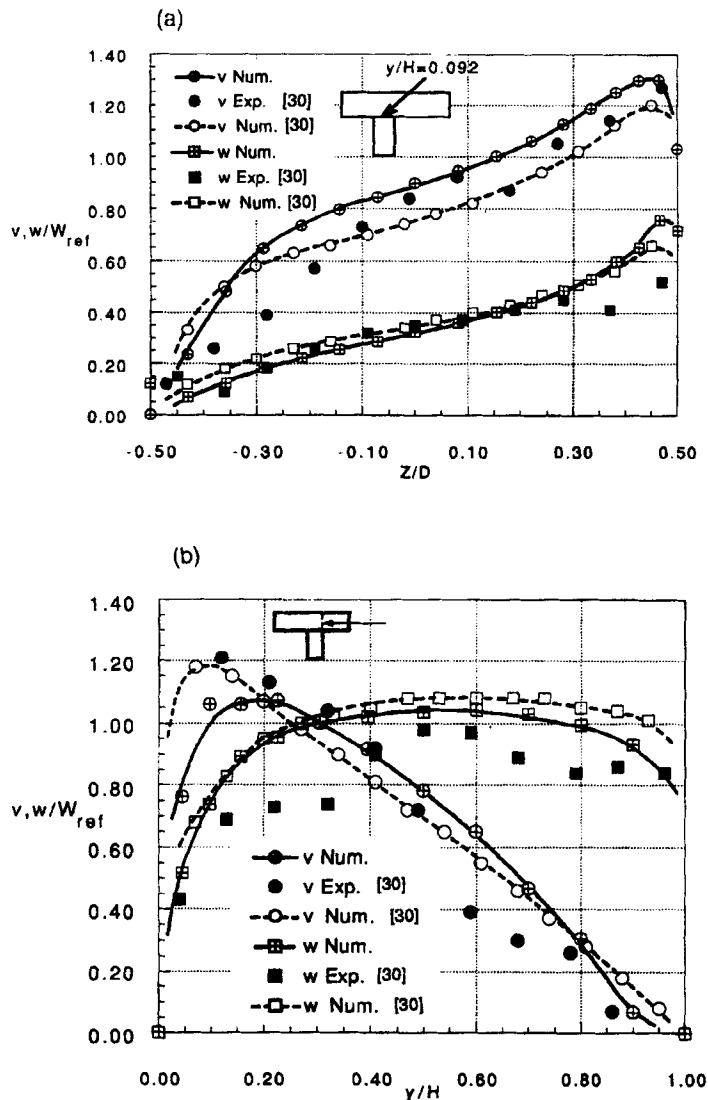 (a)
1.40
1.20
1.00
0.80
v,w/Wref
0.60
0.40
0.20
0.00
v Num.
v Exp. [30]
v Num. [30]
w Num.
w Exp. [30]
w Num. [30]
y/H=0.092
-0.50 -0.30 -0.10 0.10 0.30 0.50
Z/D
(b)
1.40
1.20
1.00
0.80
v,w/Wref
0.60
0.40
0.20
0.00
v Num.
v Exp. [30]
v Num. [30]
w Num.
w Exp. [30]
w Num. [30]
0.00 0.20 0.40 0.60 0.80 1.00
y/H